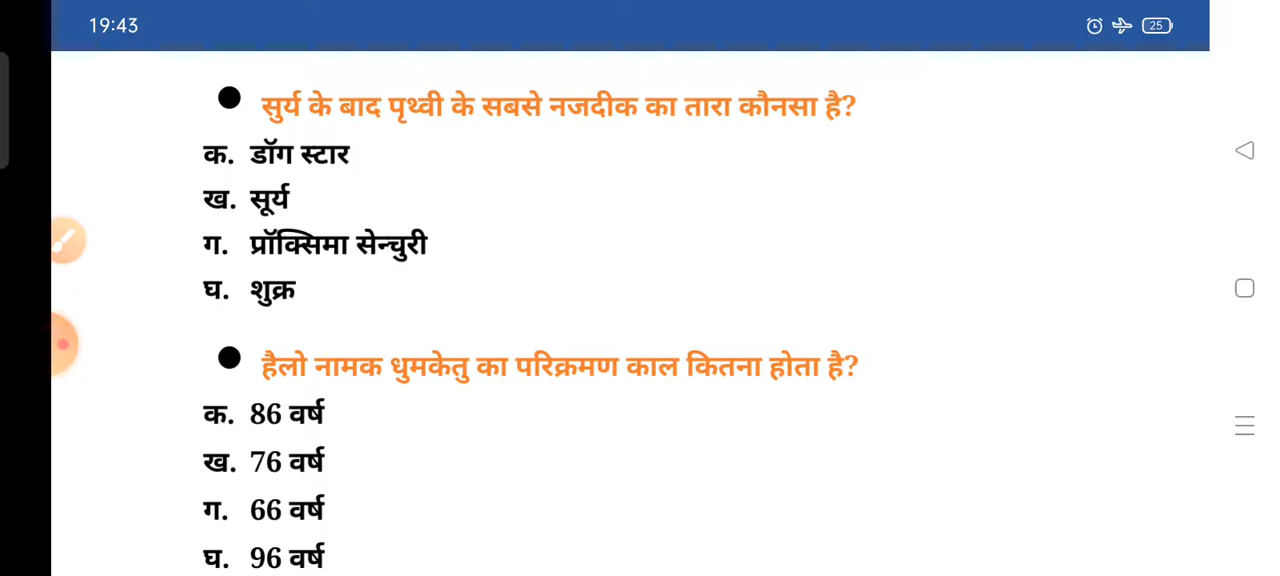 19:43
25
● सुर्य के बाद पृथ्वी के सबसे नजदीक का तारा कौनसा है?
क. डॉग स्टार
ख. सूर्य
ग. प्रॉक्सिमा सेन्चुरी
घ. शुक्र
● हैलो नामक धुमकेतु का परिक्रमण काल कितना होता है?
क. 86 वर्ष
ख. 76 वर्ष
ग. 66 वर्ष
घ. 96 वर्ष